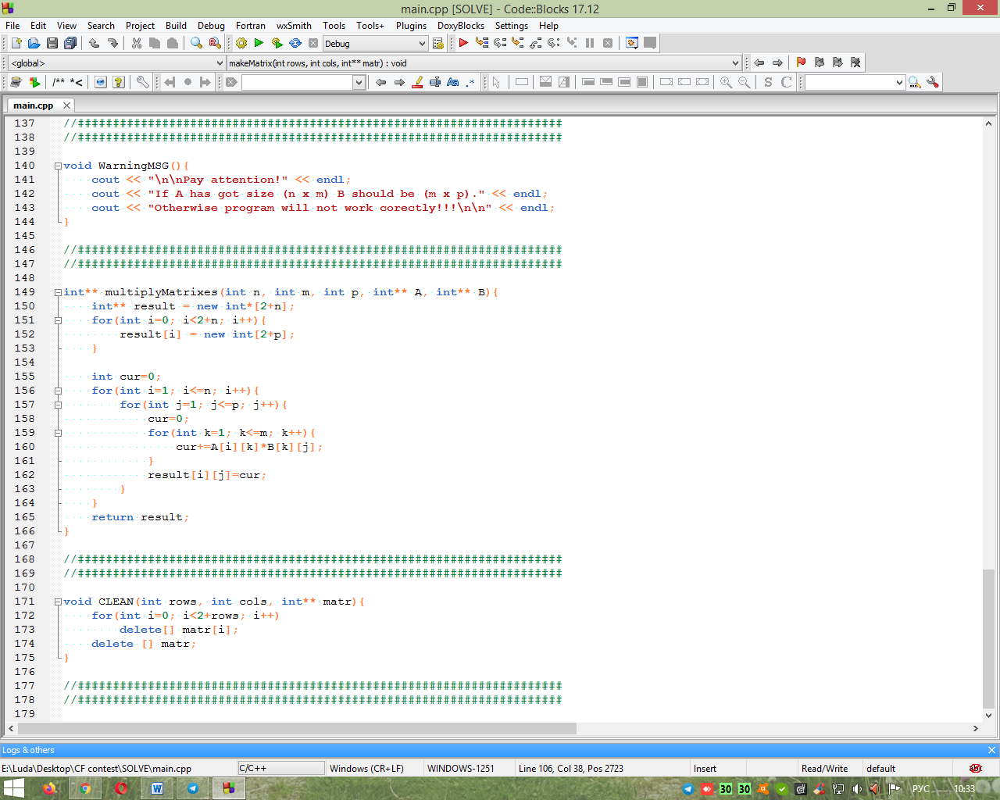 main.cpp [SOLVE] - Code::Blocks 17.12
File Edit View Search Project Build Debug Fortran wxSmith Tools Tools+ Plugins DoxyBlocks Settings Help
Debug
<global> makeMatrix(int rows, int cols, int** matr) : void
/** *<
Aa .*
S C
main.cpp
137 //#####################################################################
138 //#####################################################################
139
140 void WarningMSG(){
141     cout << "\n\nPay attention!" << endl;
142     cout << "If A has got size (n x m) B should be (m x p)." << endl;
143     cout << "Otherwise program will not work corectly!!!\n\n" << endl;
144 }
145
146 //#####################################################################
147 //#####################################################################
148
149 int** multiplyMatrixes(int n, int m, int p, int** A, int** B){
150     int** result = new int*[2+n];
151     for(int i=0; i<2+n; i++){
152         result[i] = new int[2+p];
153     }
154
155     int cur=0;
156     for(int i=1; i<=n; i++){
157         for(int j=1; j<=p; j++){
158             cur=0;
159             for(int k=1; k<=m; k++){
160                 cur+=A[i][k]*B[k][j];
161             }
162             result[i][j]=cur;
163         }
164     }
165     return result;
166 }
167
168 //#####################################################################
169 //#####################################################################
170
171 void CLEAN(int rows, int cols, int** matr){
172     for(int i=0; i<2+rows; i++)
173         delete[] matr[i];
174     delete [] matr;
175 }
176
177 //#####################################################################
178 //#####################################################################
179
Logs & others
E:\Luda\Desktop\CF contest\SOLVE\main.cpp C/C++ Windows (CR+LF) WINDOWS-1251 Line 106, Col 38, Pos 2723 Insert Read/Write default
30 30 РУС 10:33